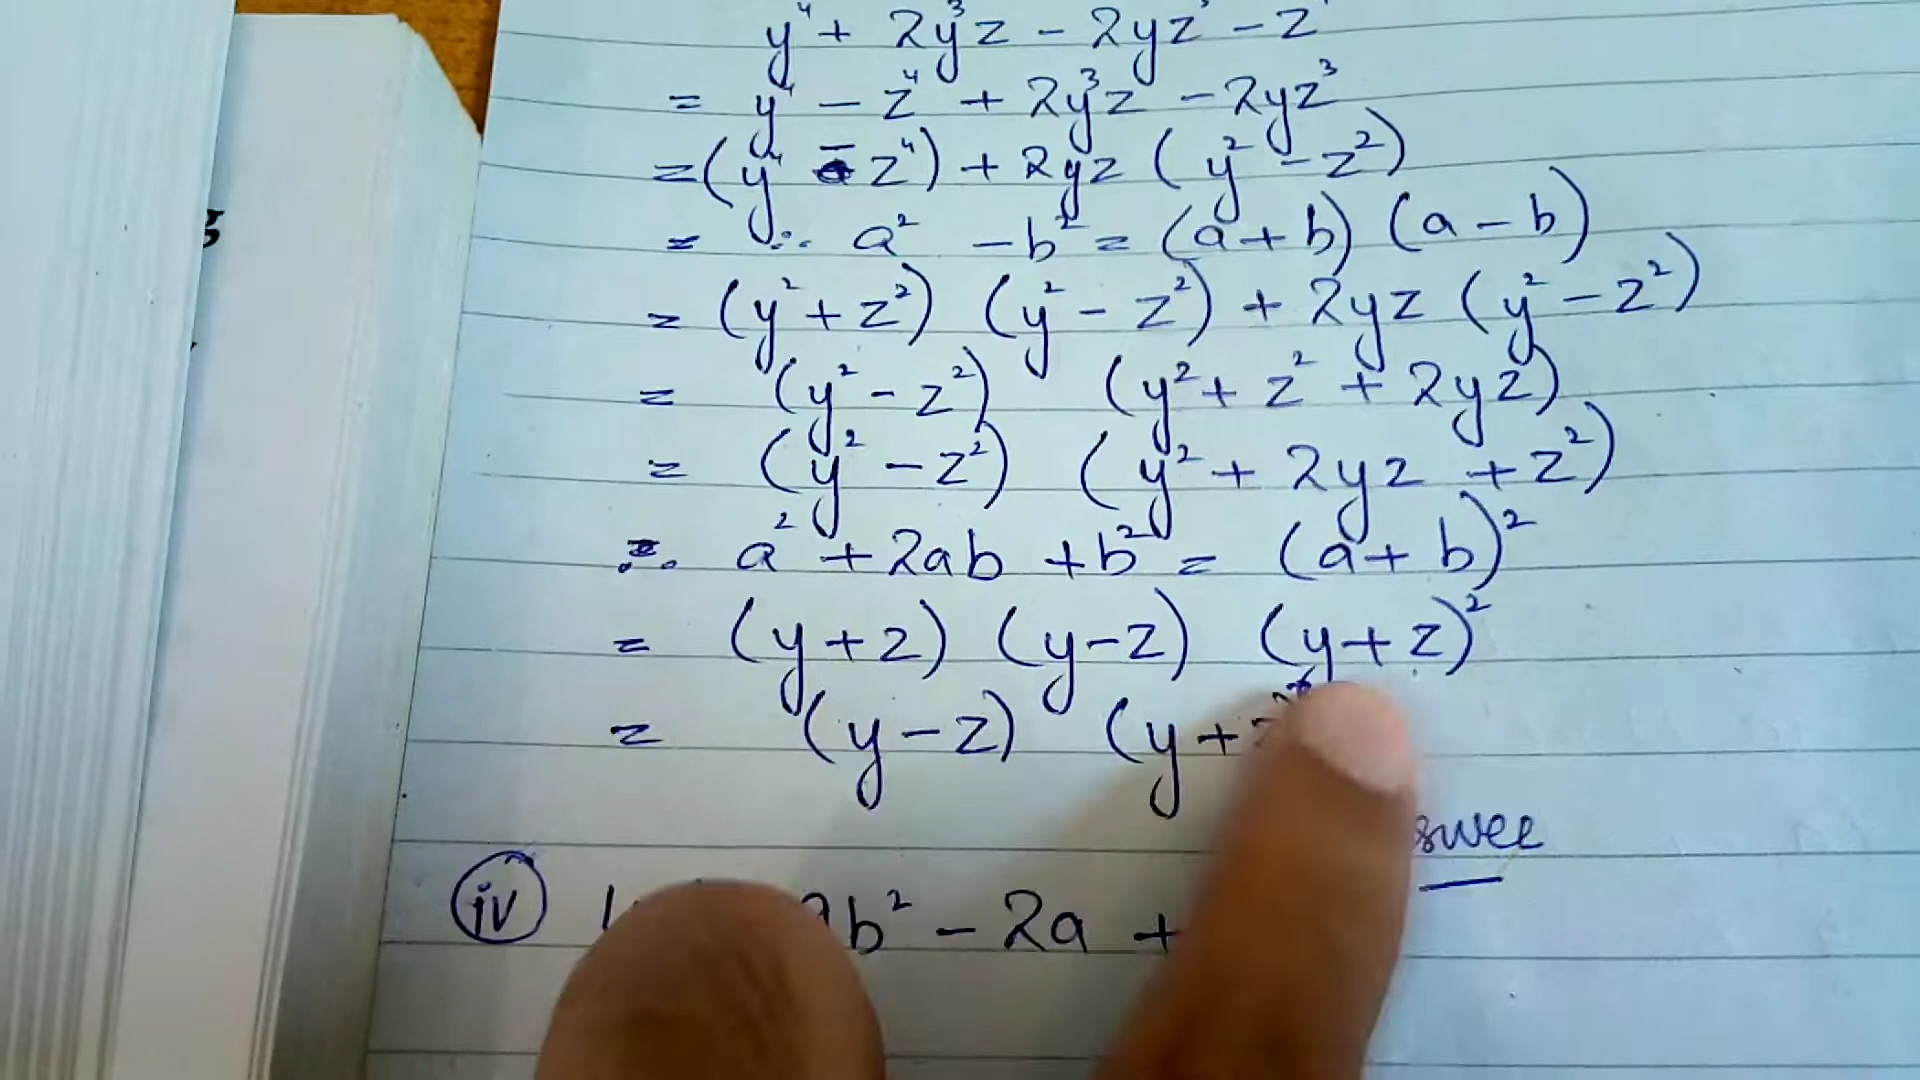 y⁴ + 2y³z - 2yz³ - z⁴
= y⁴ - z⁴ + 2y³z - 2yz³
= (y⁴ - z⁴) + 2yz (y² - z²)
= ∵ a² - b² = (a+b) (a-b)
= (y²+z²) (y²-z²) + 2yz (y²-z²)
= (y²-z²) (y²+z²+2yz)
= (y²-z²) (y²+2yz+z²)
∵ a²+2ab+b² = (a+b)²
= (y+z) (y-z) (y+z)²
= (y-z) (y+z
(iv) b² - 2a +
g